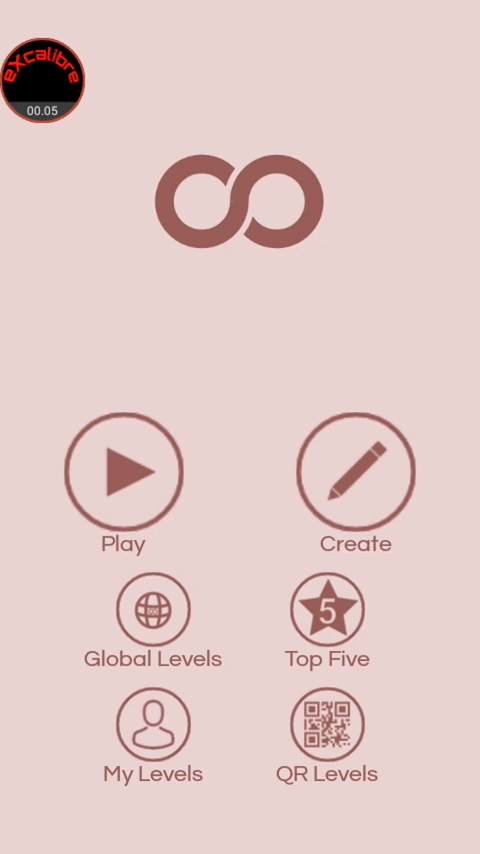 eXcalibre
00.05
Play
Create
5
Global Levels
Top Five
My Levels
QR Levels